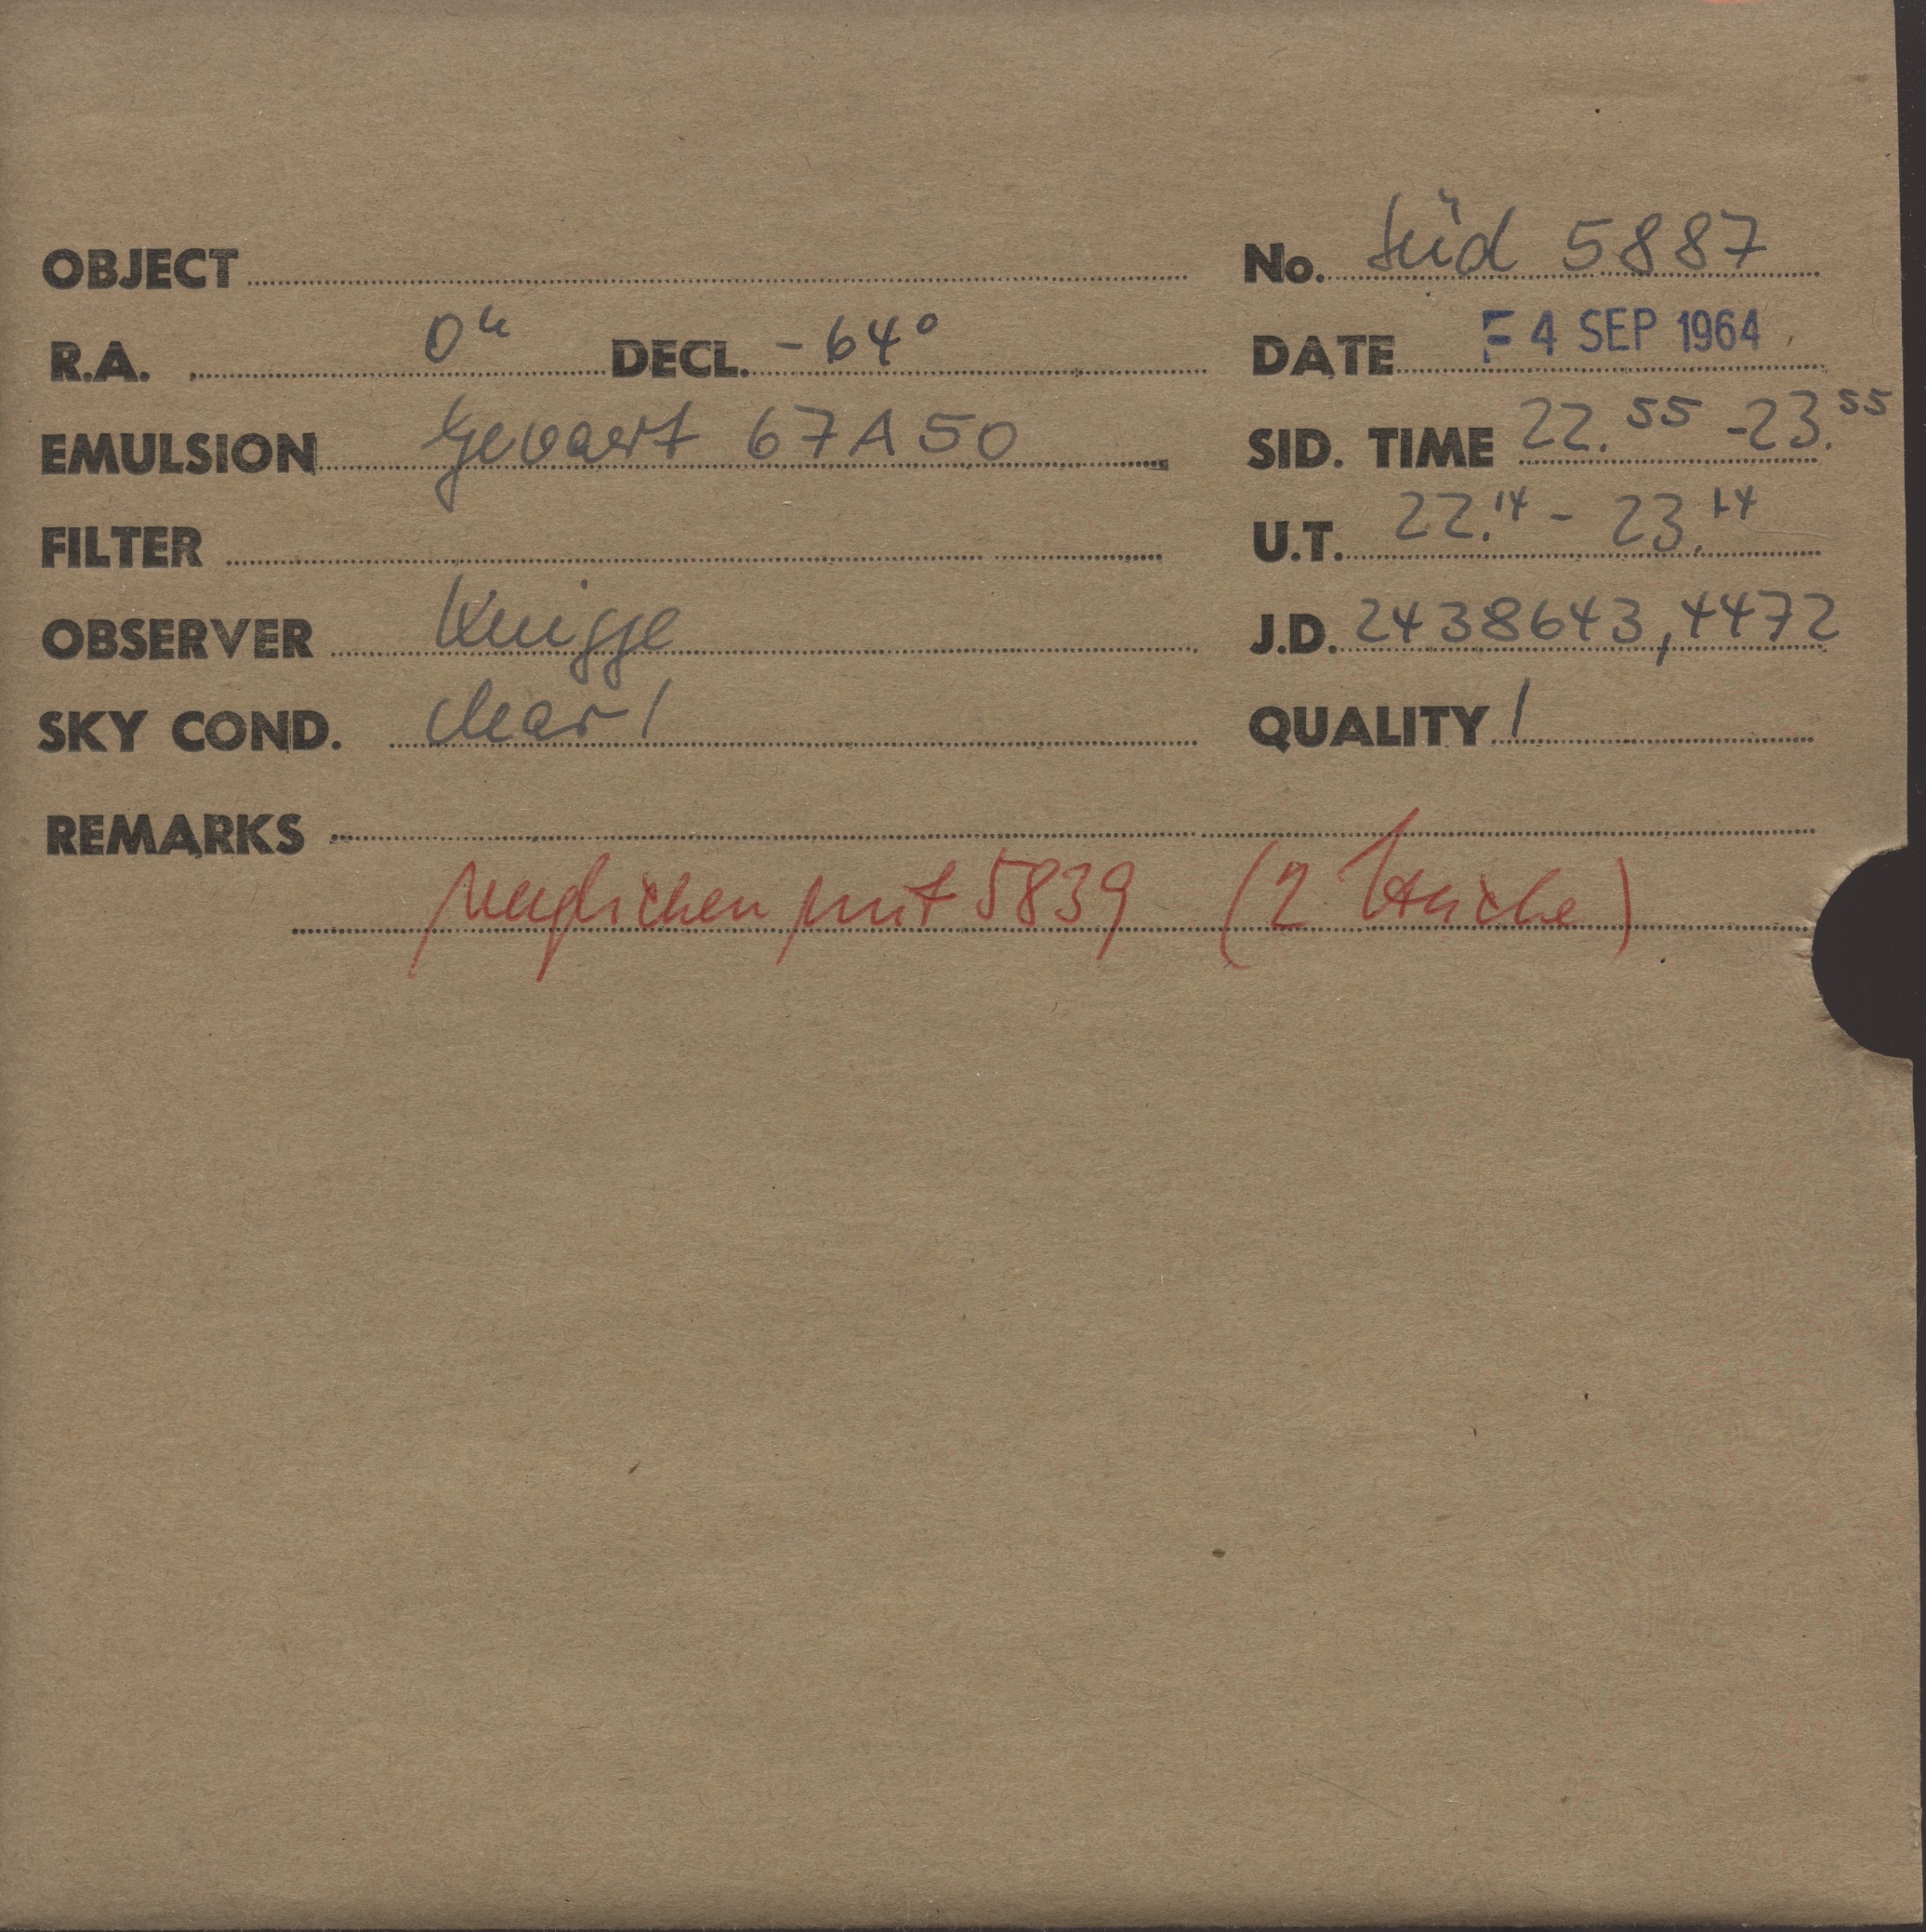 OBJECT No. Süd 5887
R.A. 0h DECL. -64° DATE 4 SEP 1964
EMULSION Gevaert 67A50 SID. TIME 22.55 - 23.55
FILTER U.T. 22.14 - 23.14
OBSERVER Knigge J.D. 2438643,4472
SKY COND. clear 1 QUALITY 1
REMARKS
verglichen mit 5839 (2 Striche)